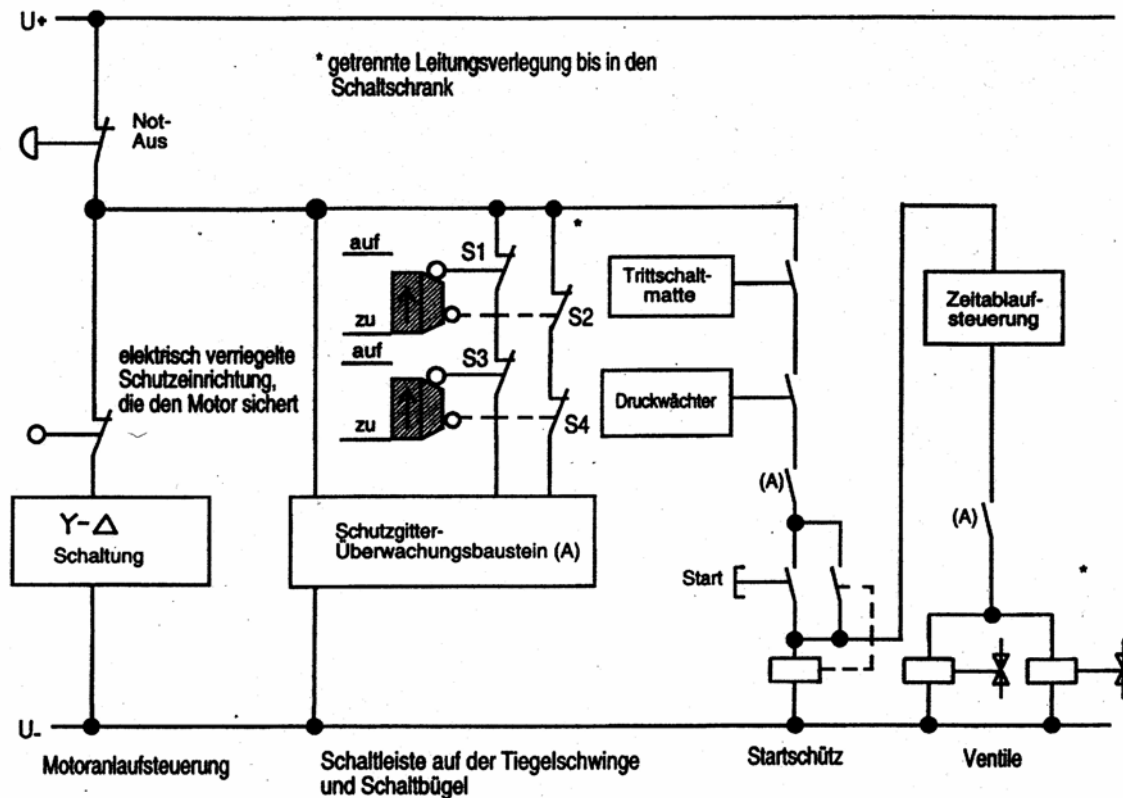 U+
* getrennte Leitungsverlegung bis in den
Schaltschrank
Not-
Aus
*
auf
S1
zu
S2
auf
S3
zu
S4
Trittschalt-
matte
Druckwächter
Zeitablauf-
steuerung
elektrisch verriegelte
Schutzeinrichtung,
die den Motor sichert
(A)
(A)
Y-Δ
Schaltung
Schutzgitter-
Überwachungsbaustein (A)
Start
*
U-
Motoranlaufsteuerung
Schaltleiste auf der Tiegelschwinge
und Schaltbügel
Startschütz
Ventile